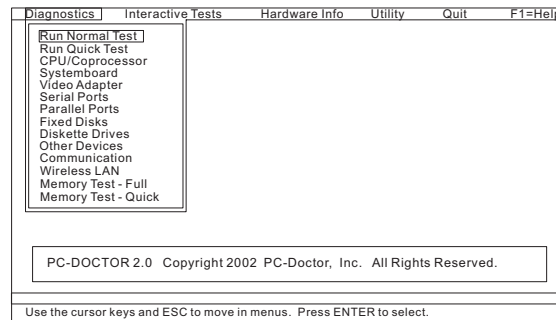 Diagnostics Interactive Tests Hardware Info Utility Quit F1=Help
Run Normal Test
Run Quick Test
CPU/Coprocessor
Systemboard
Video Adapter
Serial Ports
Parallel Ports
Fixed Disks
Diskette Drives
Other Devices
Communication
Wireless LAN
Memory Test - Full
Memory Test - Quick
PC-DOCTOR 2.0 Copyright 2002 PC-Doctor, Inc. All Rights Reserved.
Use the cursor keys and ESC to move in menus. Press ENTER to select.